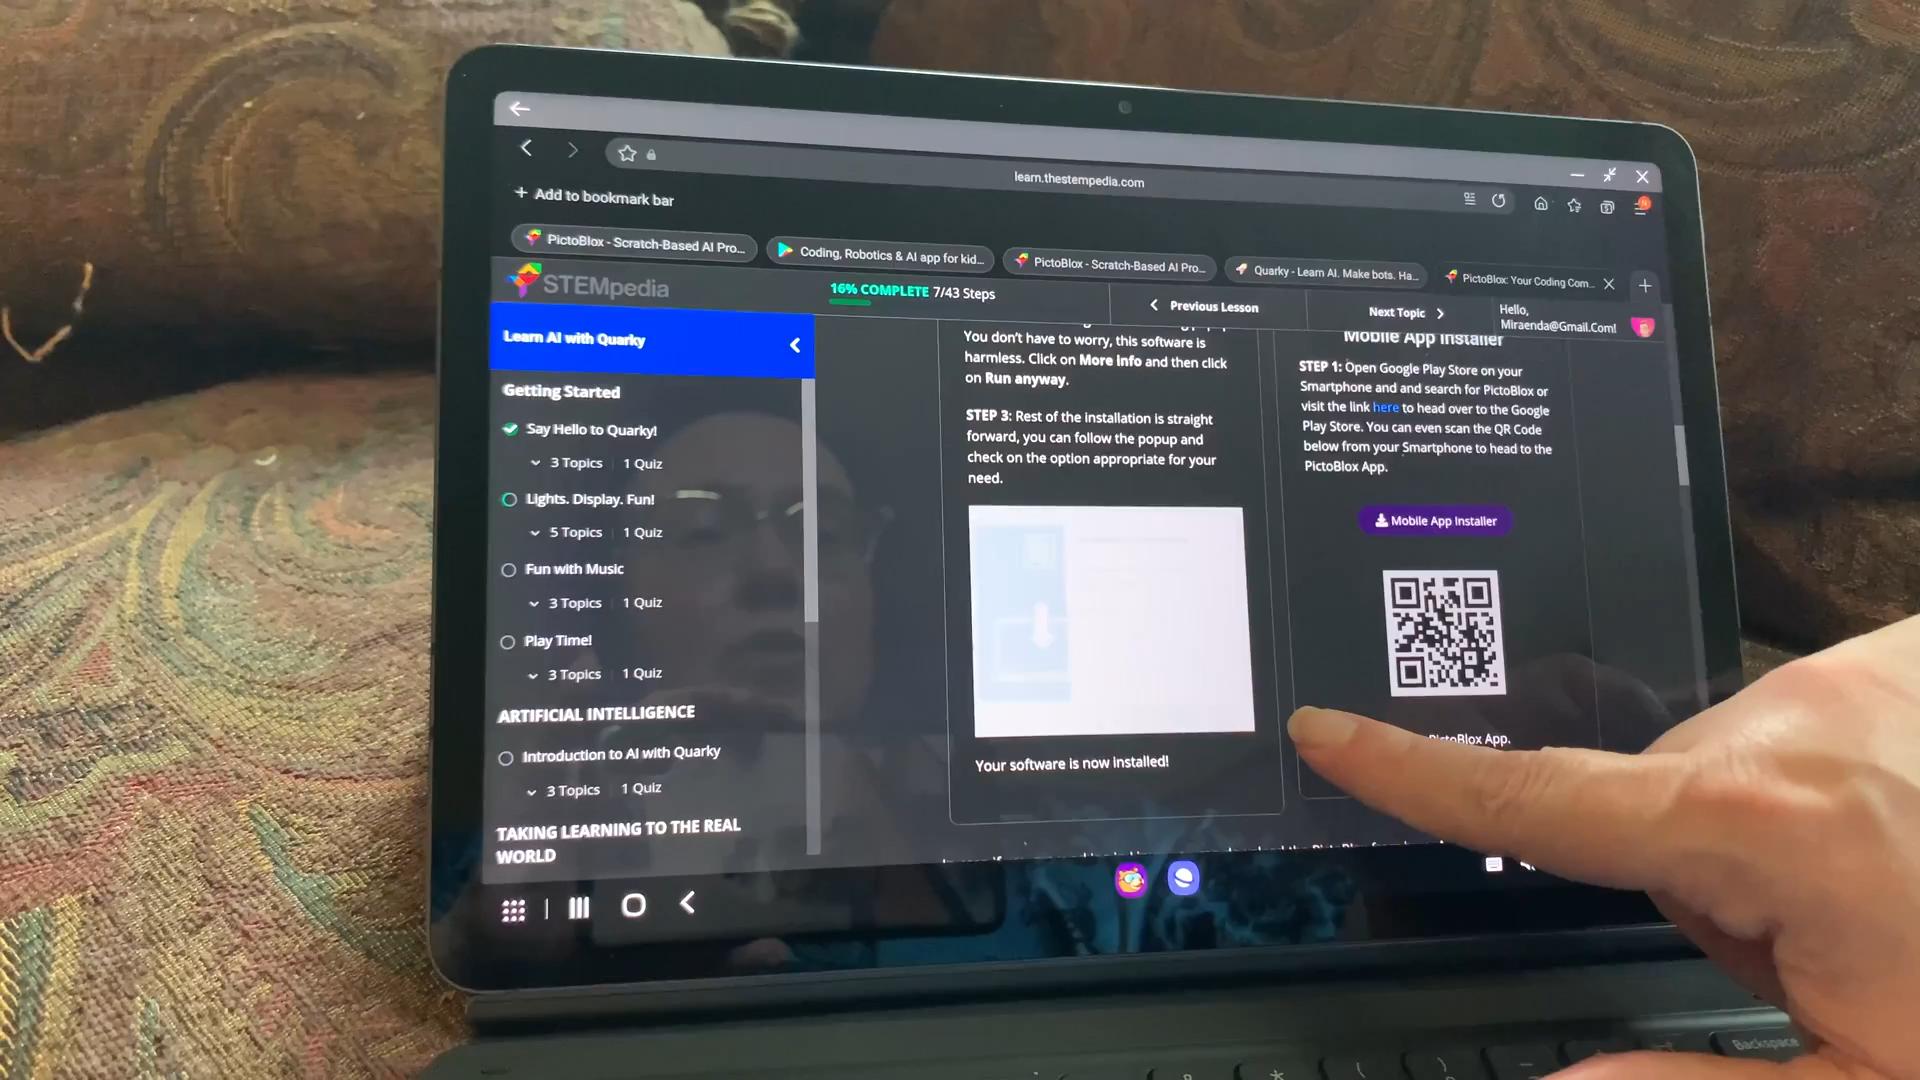 learn.thestempedia.com
+ Add to bookmark bar
PictoBlox - Scratch-Based AI Pro...
Coding, Robotics & AI app for kid...
PictoBlox - Scratch-Based AI Pro...
Quarky - Learn AI. Make bots. Ha...
PictoBlox: Your Coding Com...
STEMpedia
16% COMPLETE 7/43 Steps
Previous Lesson
Next Topic
Hello,
Miraenda@Gmail.Com!
Learn AI with Quarky
Getting Started
Say Hello to Quarky!
3 Topics | 1 Quiz
Lights. Display. Fun!
5 Topics | 1 Quiz
Fun with Music
3 Topics | 1 Quiz
Play Time!
3 Topics | 1 Quiz
ARTIFICIAL INTELLIGENCE
Introduction to AI with Quarky
3 Topics | 1 Quiz
TAKING LEARNING TO THE REAL
WORLD
You don't have to worry, this software is
harmless. Click on More Info and then click
on Run anyway.
STEP 3: Rest of the installation is straight
forward, you can follow the popup and
check on the option appropriate for your
need.
Your software is now installed!
Mobile App Installer
STEP 1: Open Google Play Store on your
Smartphone and and search for PictoBlox or
visit the link here to head over to the Google
Play Store. You can even scan the QR Code
below from your Smartphone to head to the
PictoBlox App.
Mobile App Installer
PictoBlox App.
Backspace